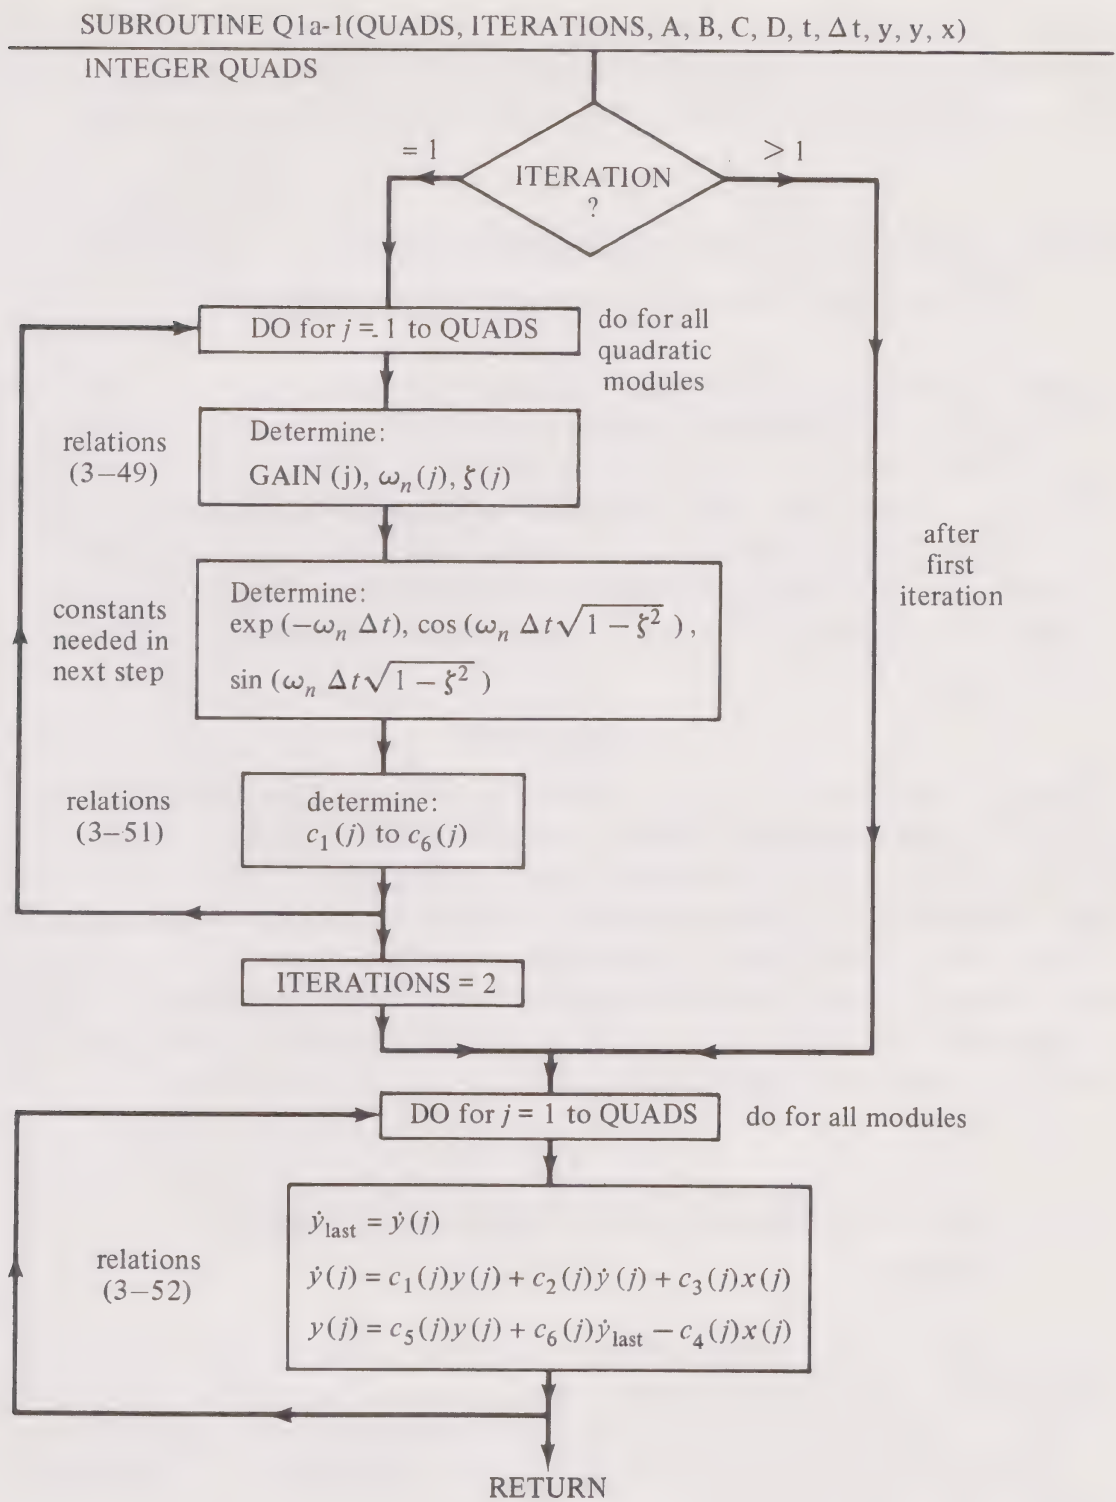 SUBROUTINE Q1a-1(QUADS, ITERATIONS, A, B, C, D, t, Δt, y, y, x)
INTEGER QUADS
= 1
> 1
ITERATION
?
DO for j = 1 to QUADS
do for all
quadratic
modules
relations
(3–49)
Determine:
GAIN (j), ωₙ(j), ζ(j)
after
first
iteration
constants
needed in
next step
Determine:
exp (−ωₙ Δt), cos (ωₙ Δt√1 − ζ² ),
sin (ωₙ Δt√1 − ζ² )
relations
(3–51)
determine:
c₁(j) to c₆(j)
ITERATIONS = 2
DO for j = 1 to QUADS
do for all modules
relations
(3–52)
ẏlast = ẏ(j)
ẏ(j) = c₁(j)y(j) + c₂(j)ẏ(j) + c₃(j)x(j)
y(j) = c₅(j)y(j) + c₆(j)ẏlast − c₄(j)x(j)
RETURN